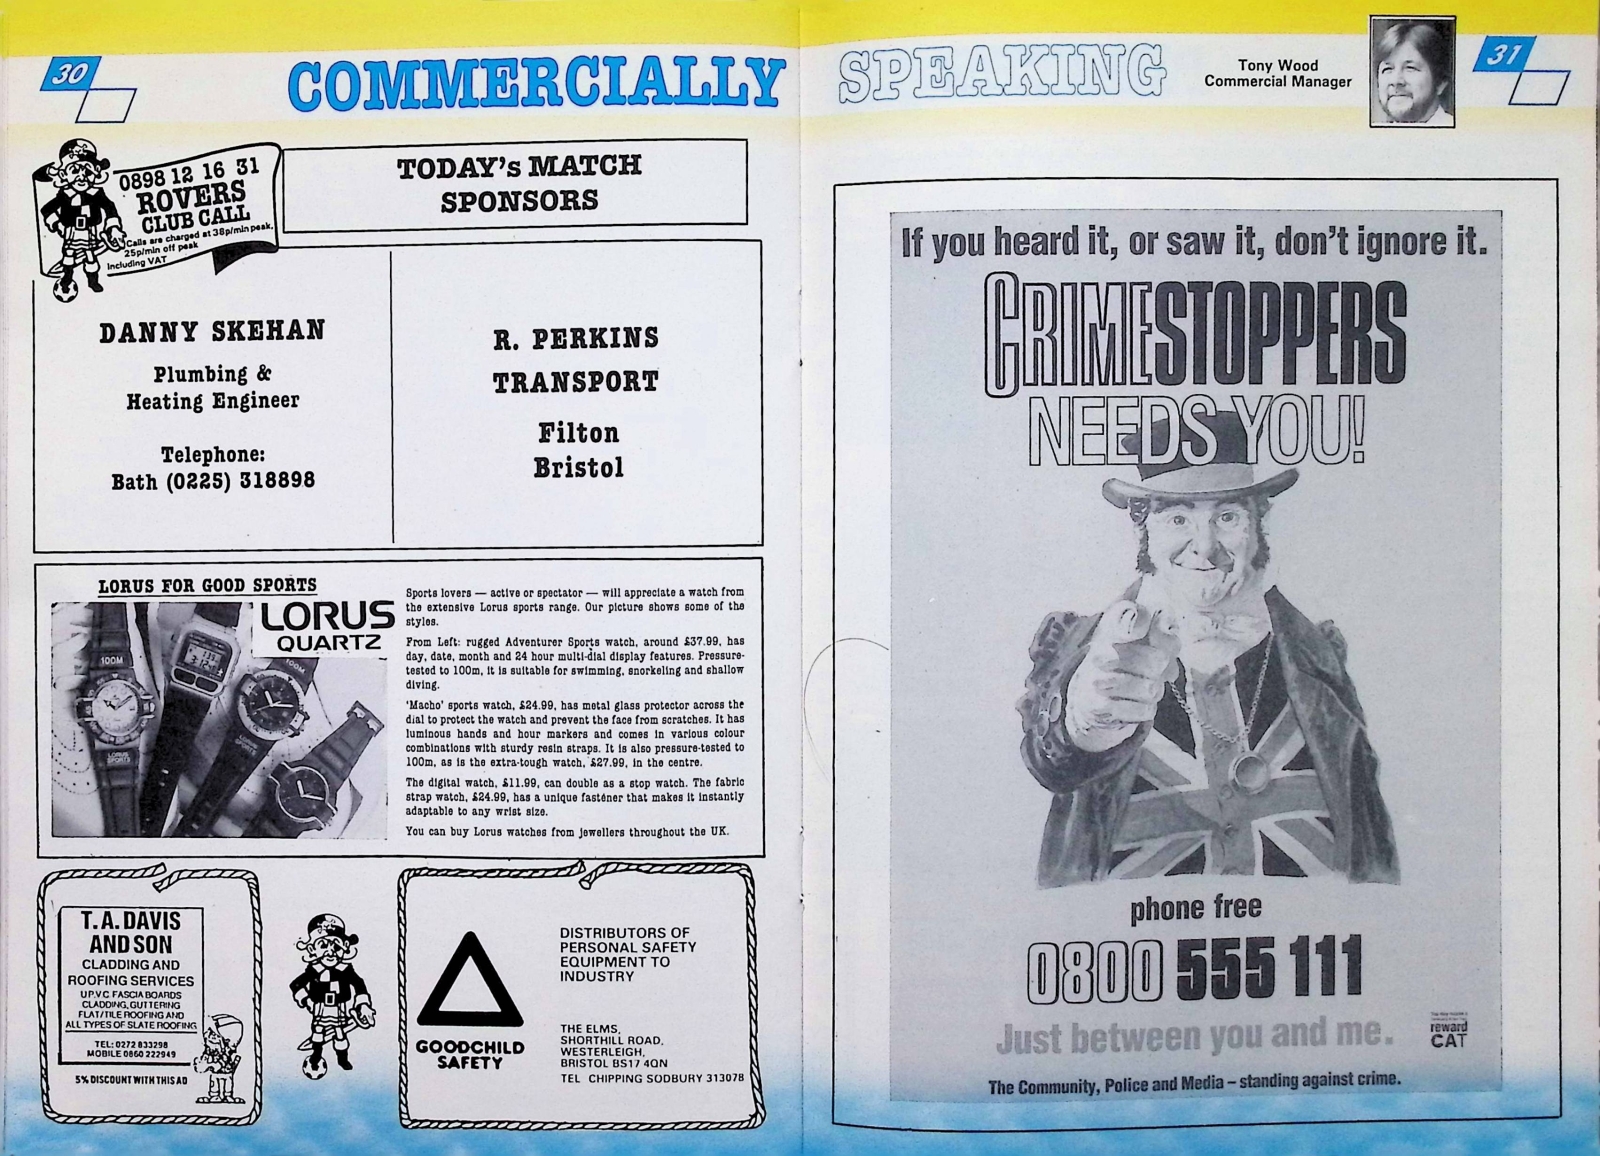 30
COMMERCIALLY
0898 12 16 31
ROVERS
CLUB CALL
Calls are charged at 38p/min peak,
25p/min off peak
Including VAT
TODAY's MATCH
SPONSORS
DANNY SKEHAN
Plumbing &
Heating Engineer
Telephone:
Bath (0225) 318898
R. PERKINS
TRANSPORT
Filton
Bristol
LORUS FOR GOOD SPORTS
LORUS
QUARTZ
100M
LORUS
SPORTS
100M
LORUS
SPORTS
Sports lovers — active or spectator — will appreciate a watch from
the extensive Lorus sports range. Our picture shows some of the
styles.
From Left: rugged Adventurer Sports watch, around £37.99, has
day, date, month and 24 hour multi-dial display features. Pressure-
tested to 100m, it is suitable for swimming, snorkeling and shallow
diving.
'Macho' sports watch, £24.99, has metal glass protector across the
dial to protect the watch and prevent the face from scratches. It has
luminous hands and hour markers and comes in various colour
combinations with sturdy resin straps. It is also pressure-tested to
100m, as is the extra-tough watch, £27.99, in the centre.
The digital watch, £11.99, can double as a stop watch. The fabric
strap watch, £24.99, has a unique fastener that makes it instantly
adaptable to any wrist size.
You can buy Lorus watches from jewellers throughout the UK.
T.A. DAVIS
AND SON
CLADDING AND
ROOFING SERVICES
U.P.V.C. FASCIA BOARDS
CLADDING, GUTTERING
FLAT/TILE ROOFING AND
ALL TYPES OF SLATE ROOFING
TEL: 0272 833298
MOBILE 0860 222949
5% DISCOUNT WITH THIS AD
GOODCHILD
SAFETY
DISTRIBUTORS OF
PERSONAL SAFETY
EQUIPMENT TO
INDUSTRY
THE ELMS,
SHORTHILL ROAD,
WESTERLEIGH,
BRISTOL BS17 4QN
TEL CHIPPING SODBURY 313078
SPEAKING
Tony Wood
Commercial Manager
31
If you heard it, or saw it, don't ignore it.
CRIMESTOPPERS
NEEDS YOU!
phone free
0800 555 111
Just between you and me.
reward
CAT
The Community, Police and Media – standing against crime.